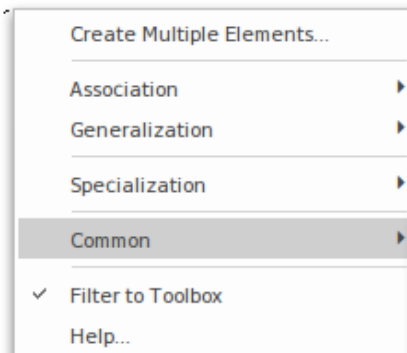 Create Multiple Elements...
Association
Generalization
Specialization
Common
Filter to Toolbox
Help...